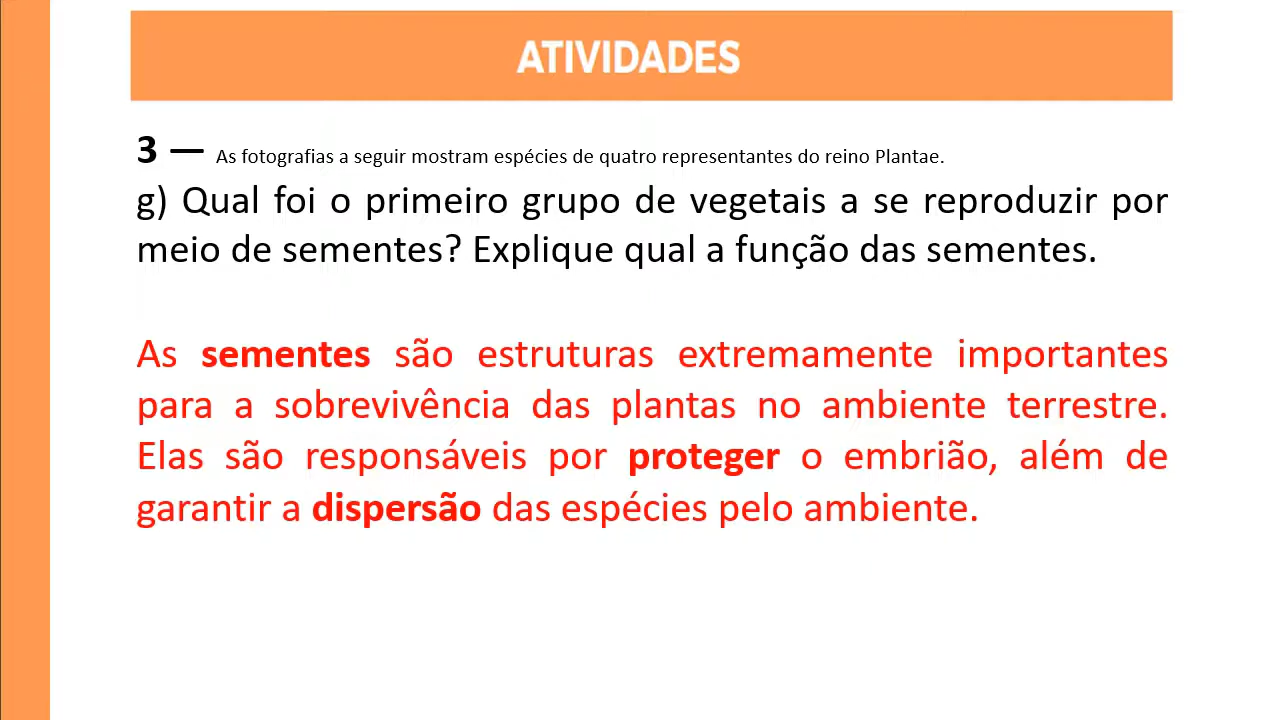 ATIVIDADES
3 — As fotografias a seguir mostram espécies de quatro representantes do reino Plantae.
g) Qual foi o primeiro grupo de vegetais a se reproduzir por
meio de sementes? Explique qual a função das sementes.
As sementes são estruturas extremamente importantes
para a sobrevivência das plantas no ambiente terrestre.
Elas são responsáveis por proteger o embrião, além de
garantir a dispersão das espécies pelo ambiente.